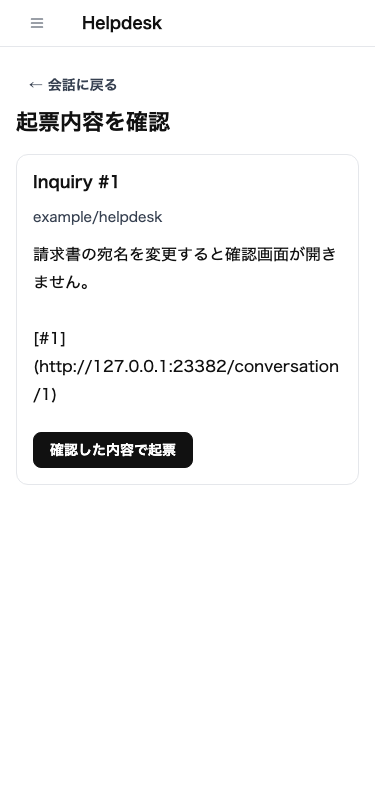 Helpdesk
← 会話に戻る
起票内容を確認
Inquiry #1
example/helpdesk
請求書の宛名を変更すると確認画面が開き
ません。
[#1]
(http://127.0.0.1:23382/conversation
/1)
確認した内容で起票